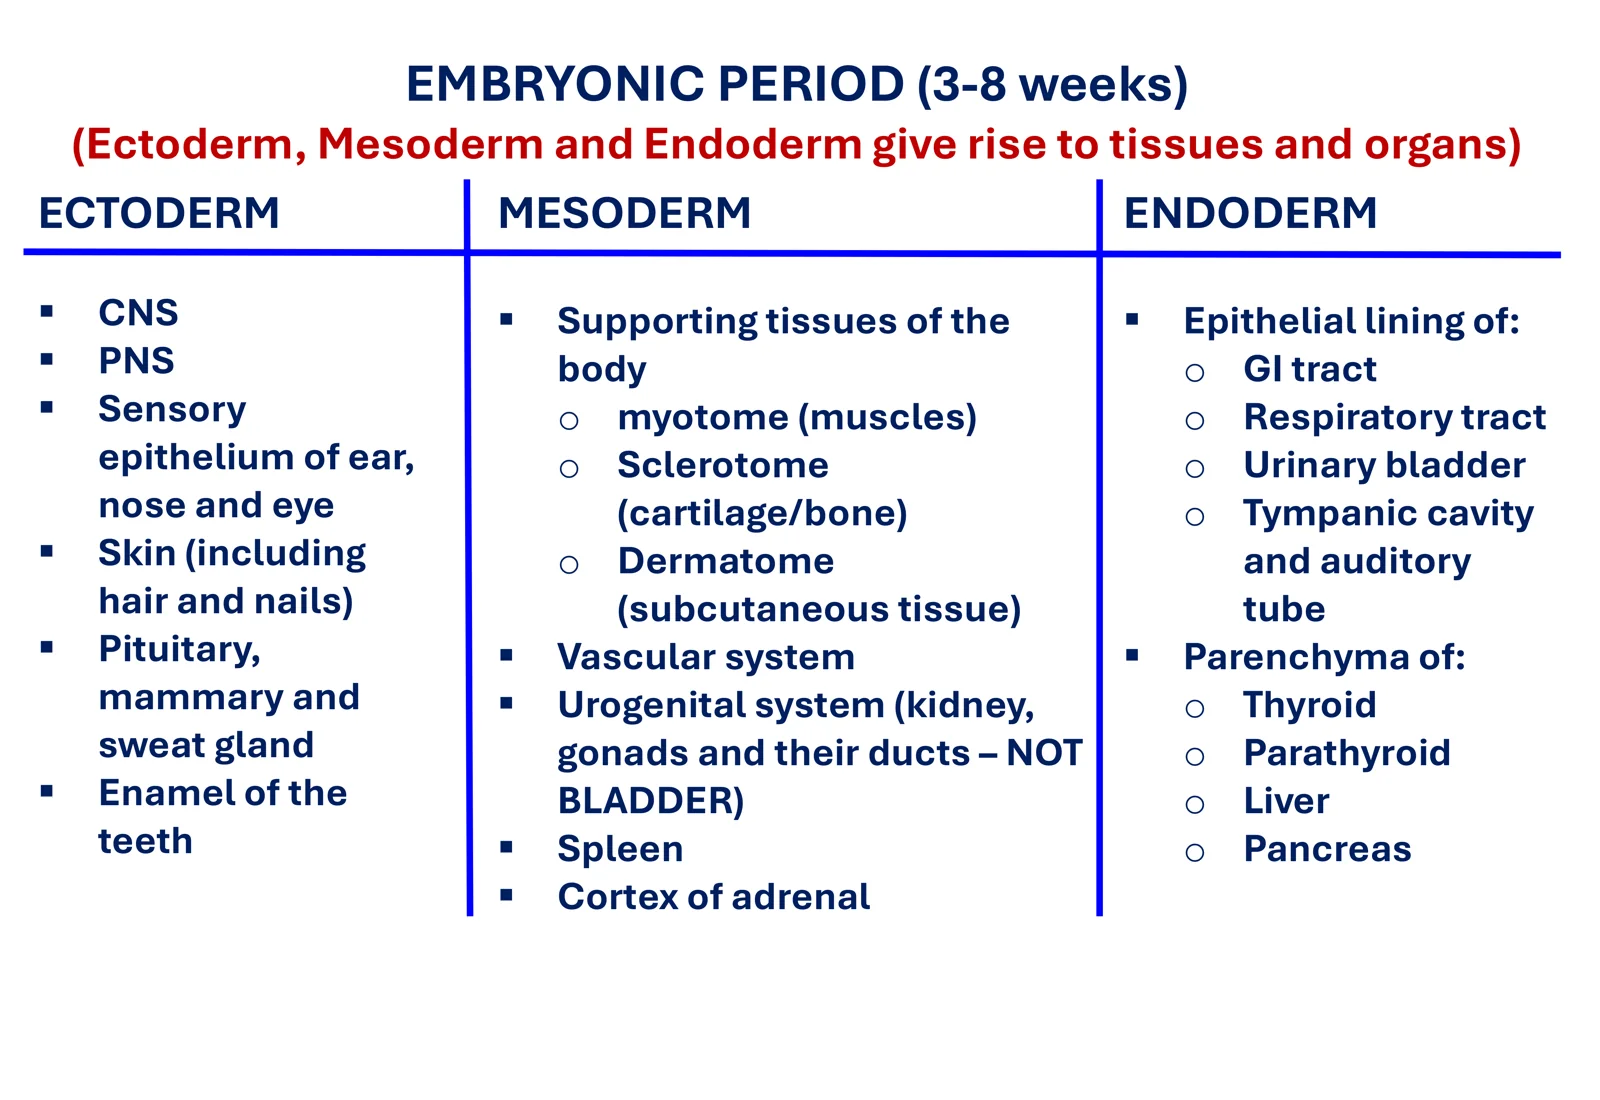 EMBRYONIC PERIOD (3-8 weeks)
(Ectoderm, Mesoderm and Endoderm give rise to tissues and organs)
ECTODERM
▪ CNS
▪ PNS
▪ Sensory
epithelium of ear,
nose and eye
▪ Skin (including
hair and nails)
▪ Pituitary,
mammary and
sweat gland
▪ Enamel of the
teeth
MESODERM
▪ Supporting tissues of the
body
o myotome (muscles)
o Sclerotome
(cartilage/bone)
o Dermatome
(subcutaneous tissue)
▪ Vascular system
▪ Urogenital system (kidney,
gonads and their ducts – NOT
BLADDER)
▪ Spleen
▪ Cortex of adrenal
ENDODERM
▪ Epithelial lining of:
o GI tract
o Respiratory tract
o Urinary bladder
o Tympanic cavity
and auditory
tube
▪ Parenchyma of:
o Thyroid
o Parathyroid
o Liver
o Pancreas